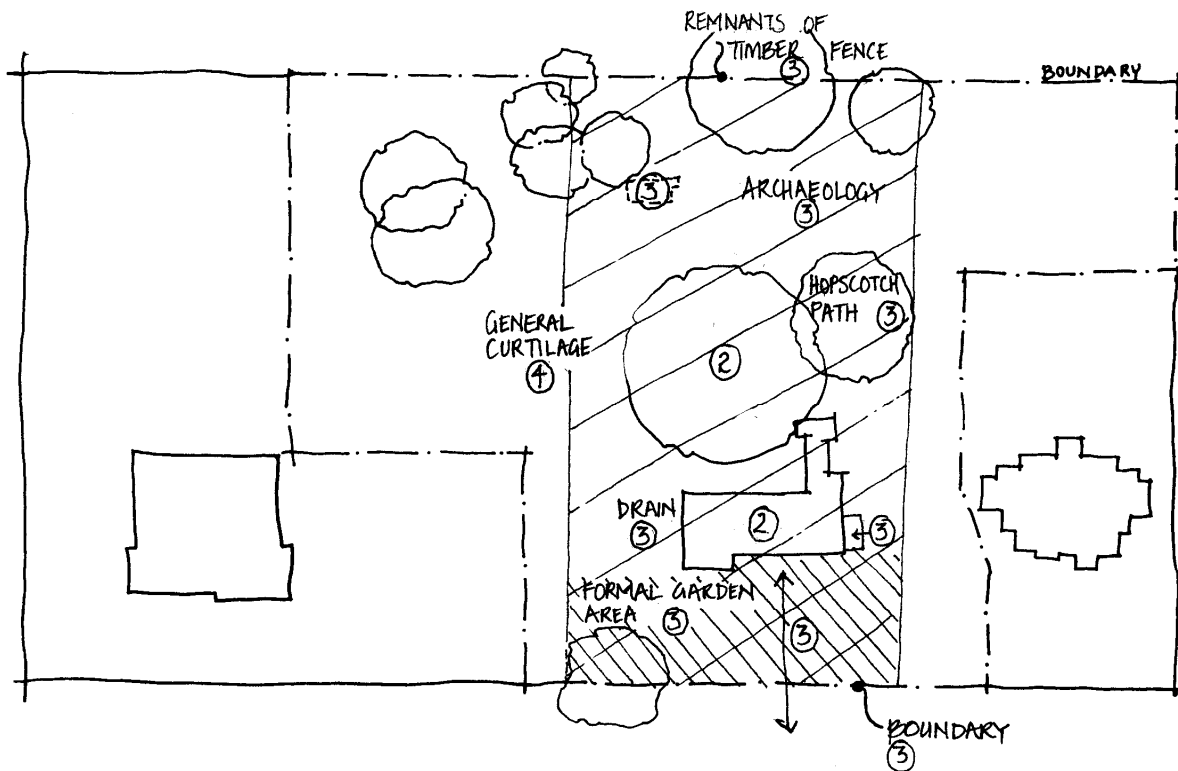 REMNANTS OF
TIMBER FENCE
③
BOUNDARY
③
ARCHAEOLOGY
③
HOPSCOTCH
PATH ③
GENERAL
CURTILAGE
④
②
DRAIN
③
②
③
FORMAL GARDEN
AREA ③
③
BOUNDARY
③